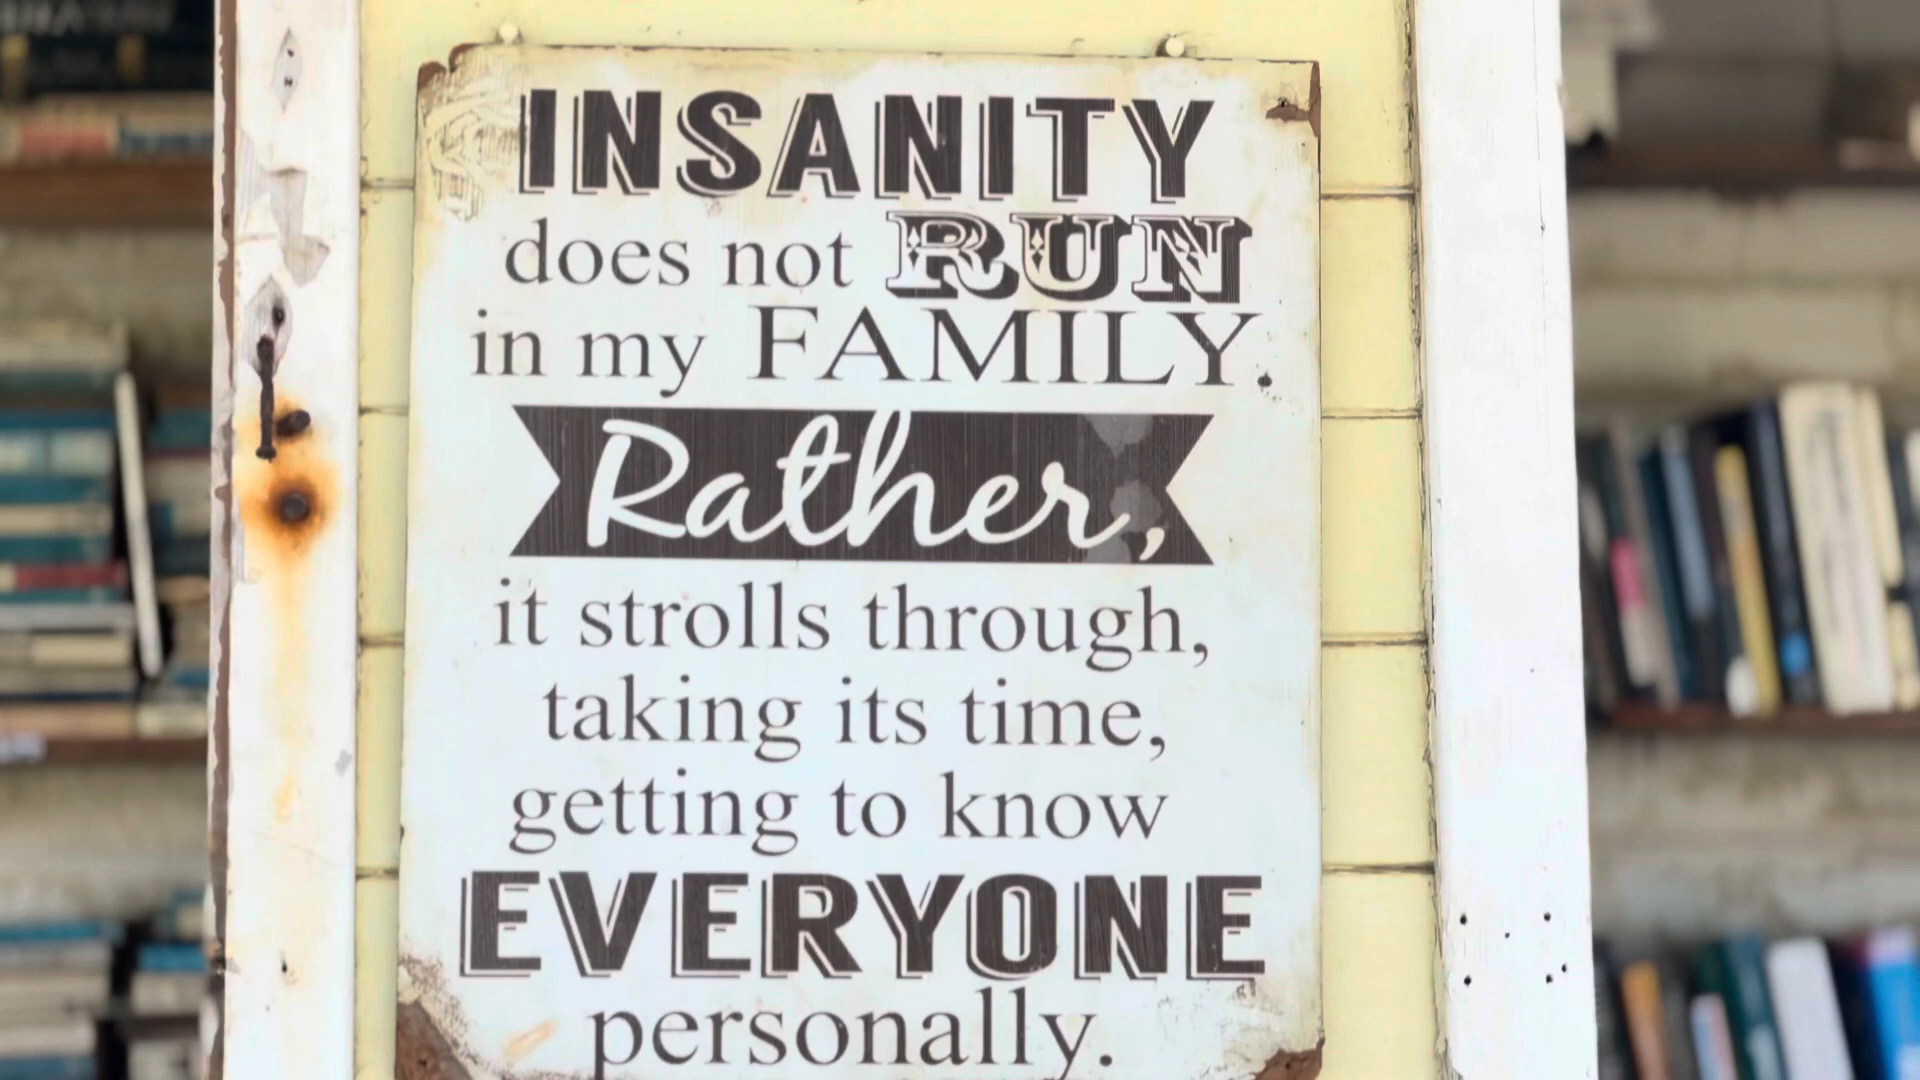 INSANITY
does not RUN
in my FAMILY.
Rather,
it strolls through,
taking its time,
getting to know
EVERYONE
personally.